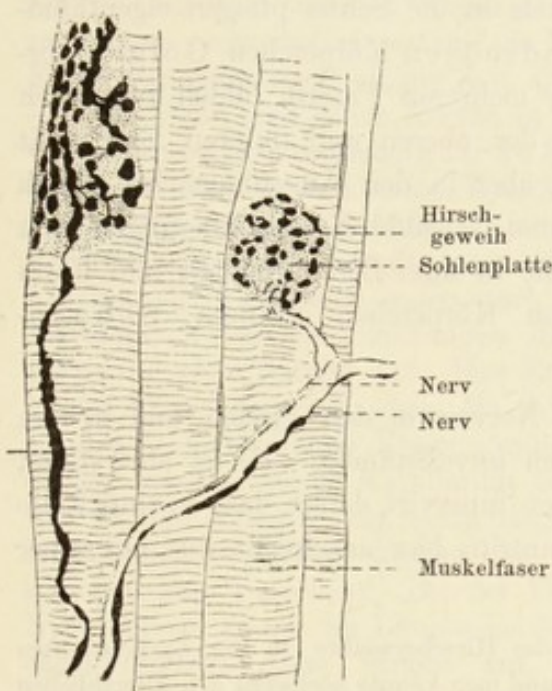 Hirsch-
geweih
Sohlenplatte
Nerv
Nerv
Muskelfaser